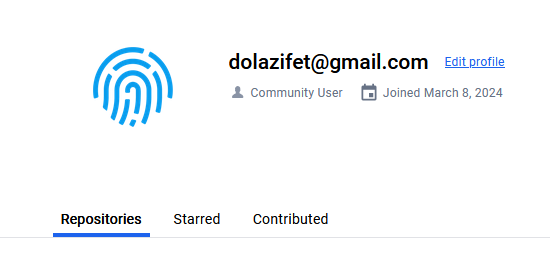 dolazifet@gmail.com Edit profile
Community User Joined March 8, 2024
Repositories Starred Contributed